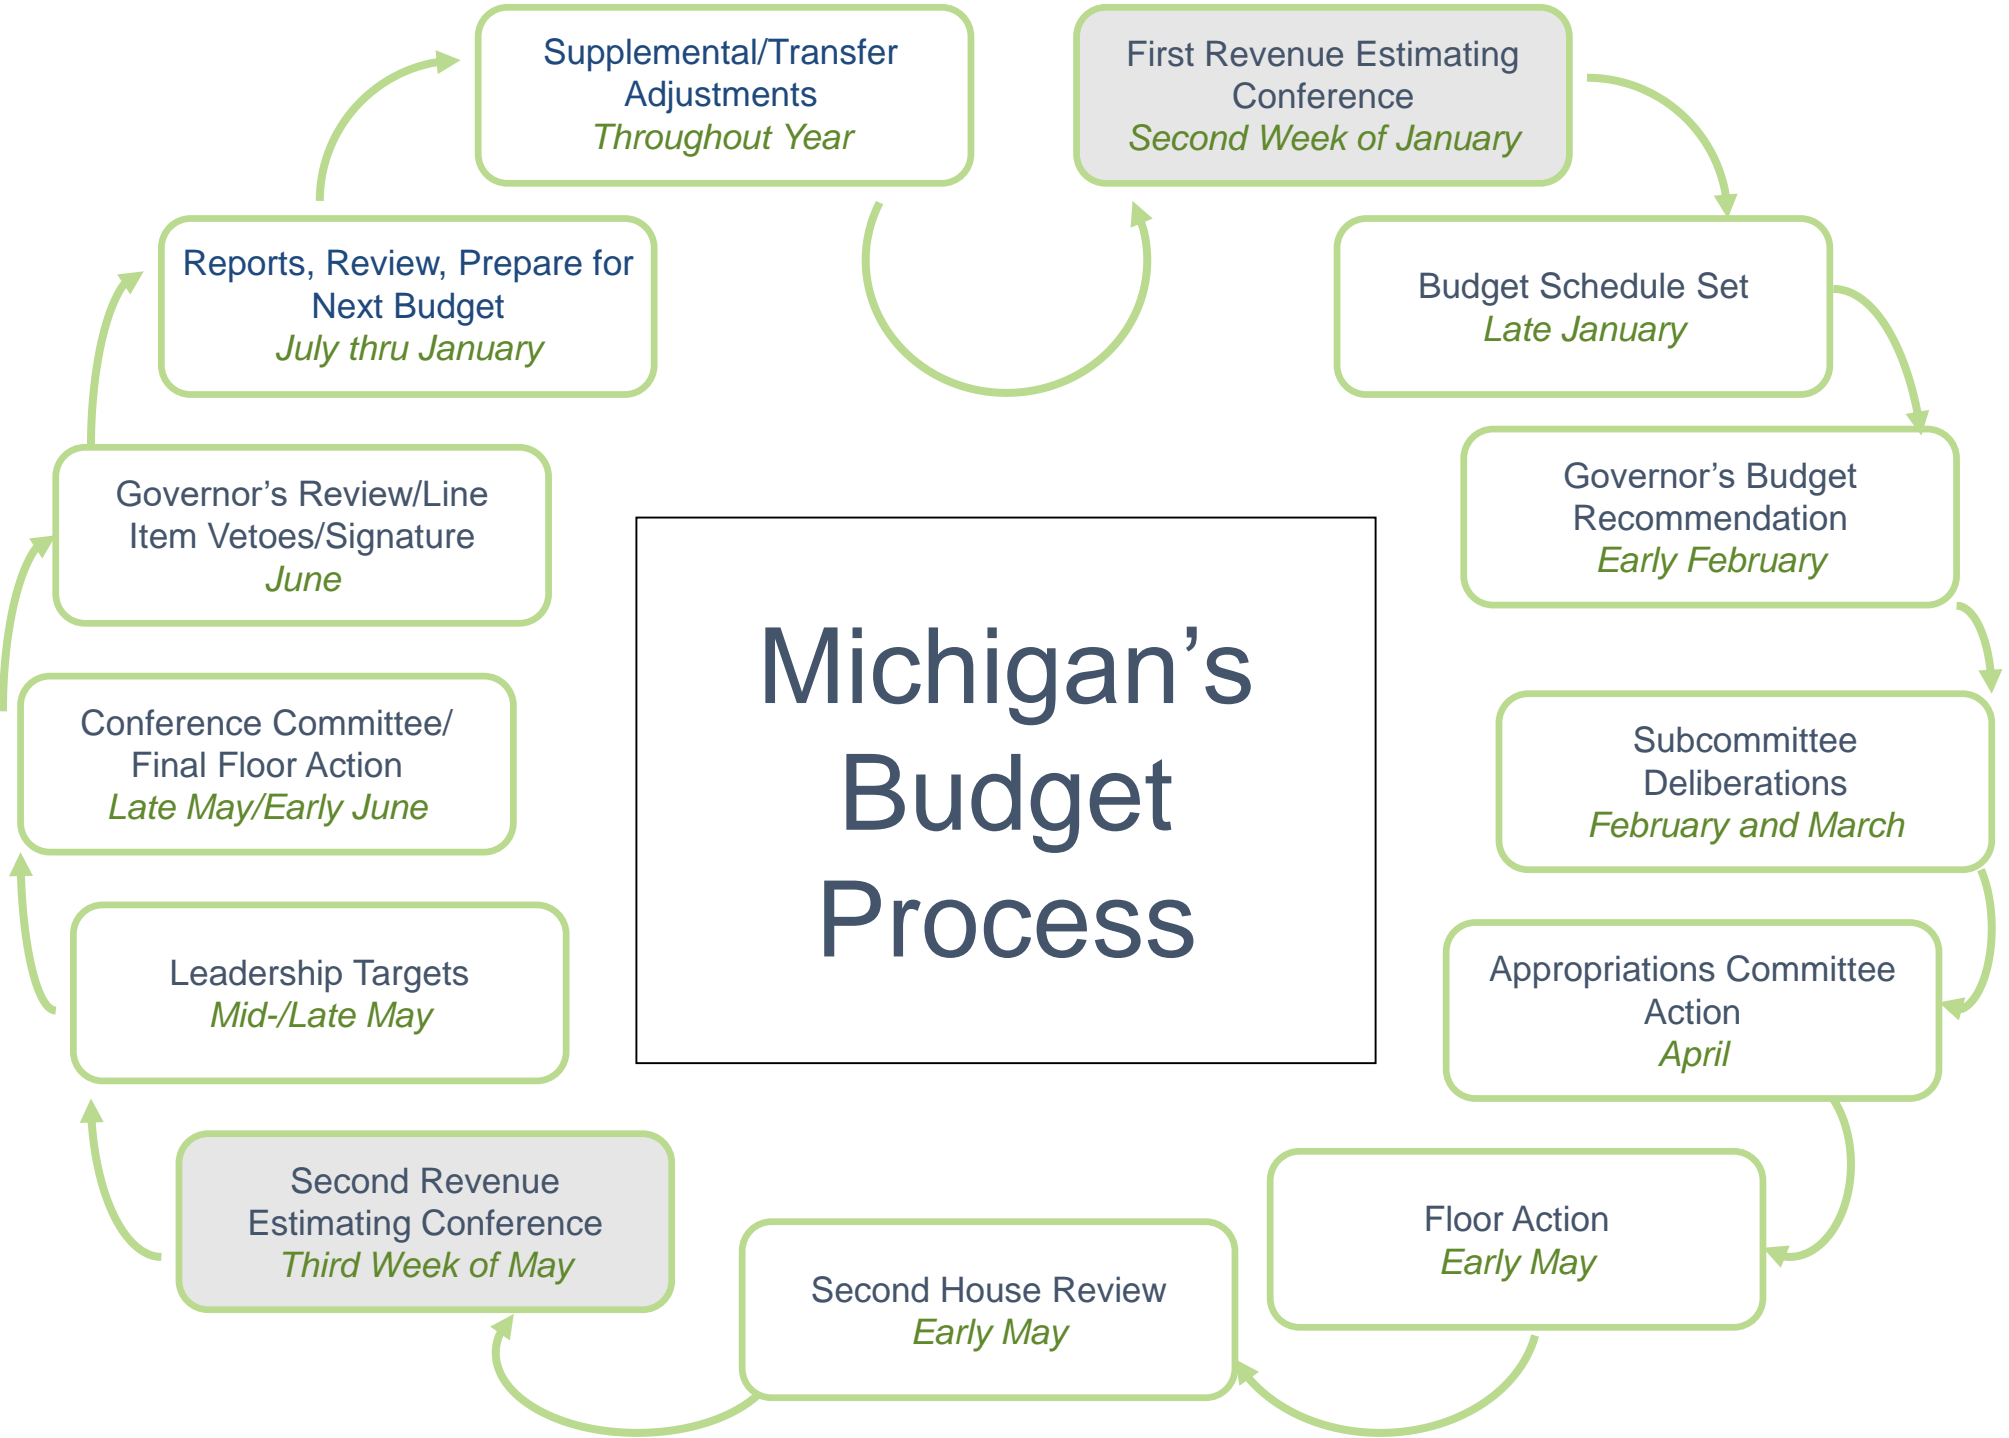 Supplemental/Transfer
Adjustments
Throughout Year
First Revenue Estimating
Conference
Second Week of January
Budget Schedule Set
Late January
Governor’s Budget
Recommendation
Early February
Subcommittee
Deliberations
February and March
Appropriations Committee
Action
April
Floor Action
Early May
Second House Review
Early May
Second Revenue
Estimating Conference
Third Week of May
Leadership Targets
Mid-/Late May
Conference Committee/
Final Floor Action
Late May/Early June
Governor’s Review/Line
Item Vetoes/Signature
June
Reports, Review, Prepare for
Next Budget
July thru January
Michigan’s
Budget
Process